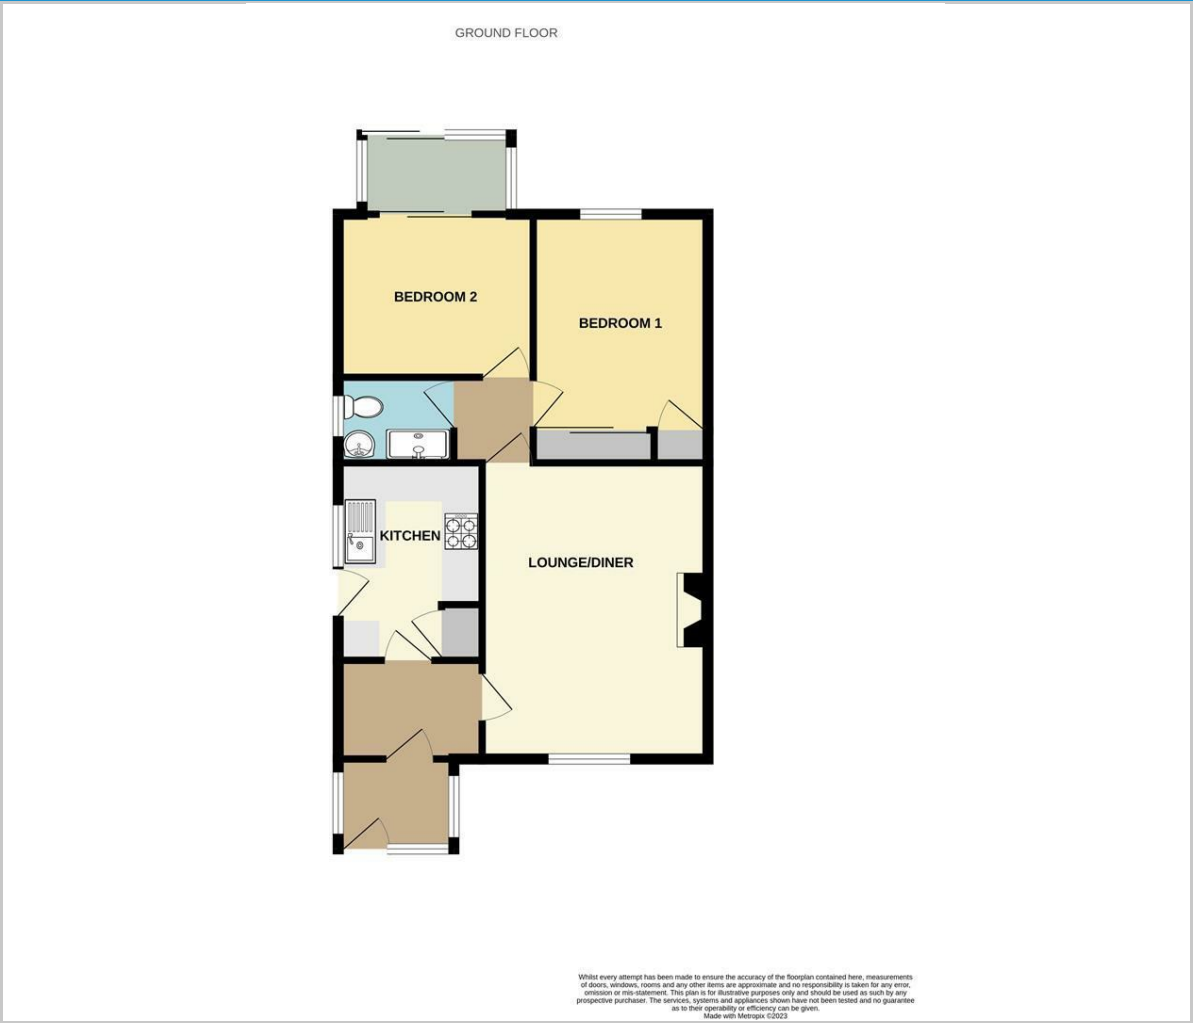 GROUND FLOOR
BEDROOM 2
BEDROOM 1
KITCHEN
LOUNGE/DINER
Whilst every attempt has been made to ensure the accuracy of the floorplan contained here, measurements
of doors, windows, rooms and any other items are approximate and no responsibility is taken for any error,
omission or mis-statement. This plan is for illustrative purposes only and should be used as such by any
prospective purchaser. The services, systems and appliances shown have not been tested and no guarantee
as to their operability or efficiency can be given.
Made with Metropix ©2023